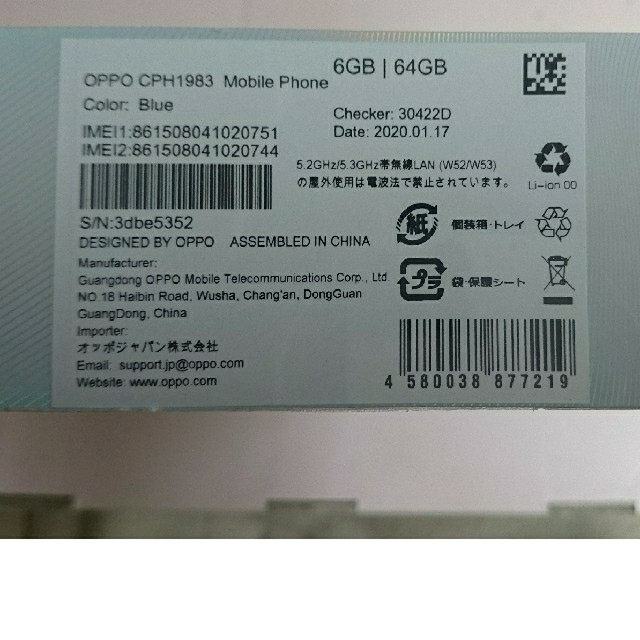 OPPO CPH1983 Mobile Phone
6GB | 64GB
Color: Blue
IMEI1:861508041020751
IMEI2:861508041020744
Checker: 30422D
Date: 2020.01.17
5.2GHz/5.3GHz帯無線LAN (W52/W53)
の屋外使用は電波法で禁止されています。
Li-ion 00
S/N:3dbe5352
DESIGNED BY OPPO ASSEMBLED IN CHINA
紙 個装箱・トレイ
プラ 袋・保護シート
Manufacturer:
Guangdong OPPO Mobile Telecommunications Corp., Ltd.
NO.18 Haibin Road, Wusha, Chang'an, DongGuan
GuangDong, China
Importer:
オッポジャパン株式会社
Email: support.jp@oppo.com
Website: www.oppo.com
4 580038 877219